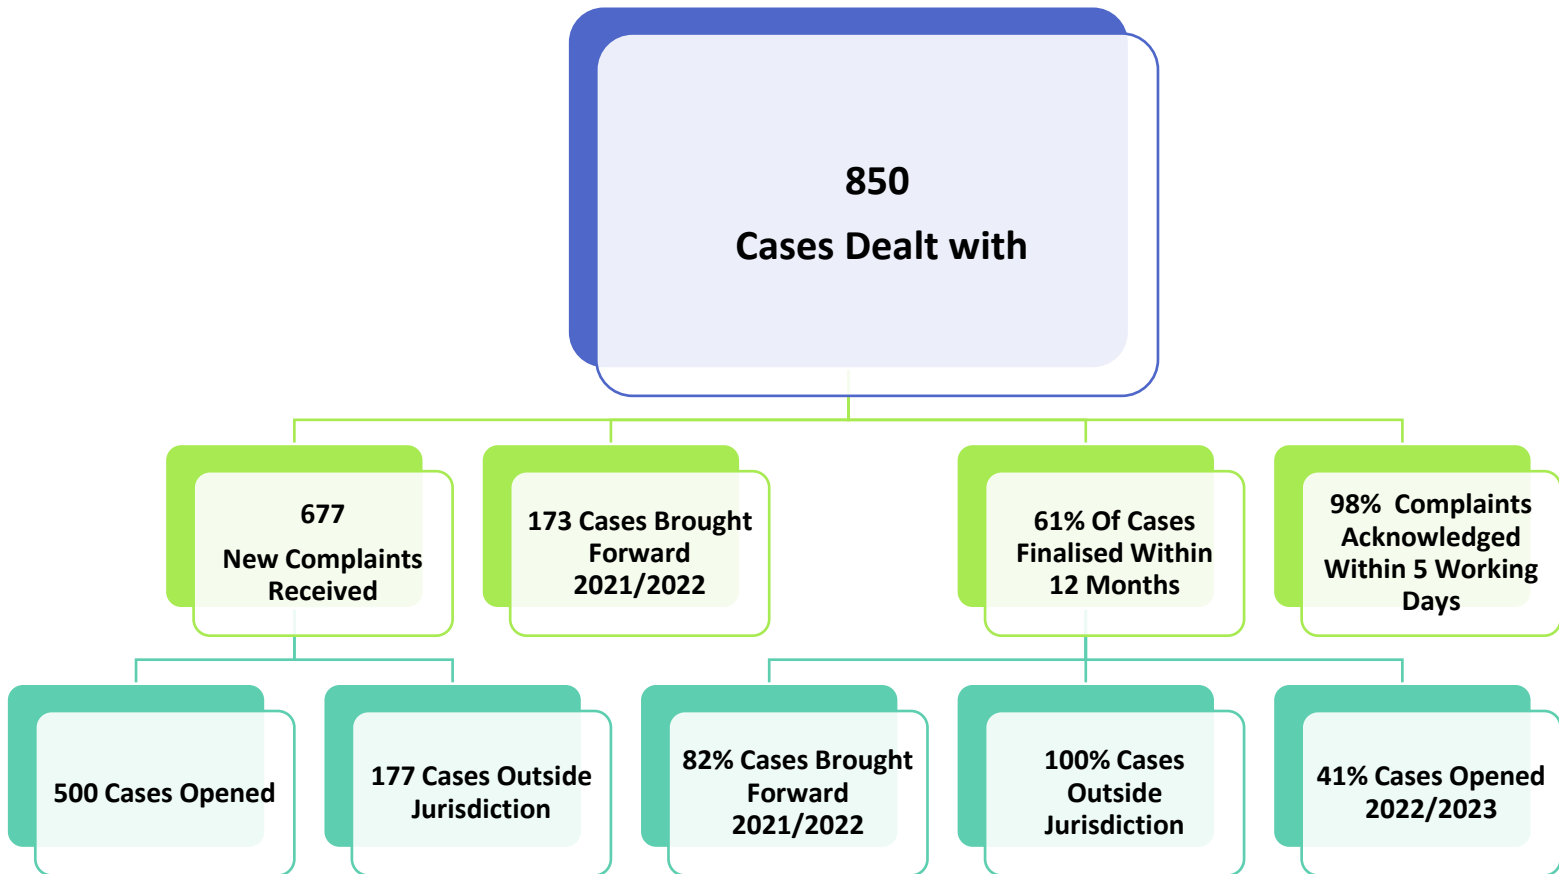 850
Cases Dealt with
677
New Complaints
Received
173 Cases Brought
Forward
2021/2022
61% Of Cases
Finalised Within
12 Months
98% Complaints
Acknowledged
Within 5 Working
Days
500 Cases Opened
177 Cases Outside
Jurisdiction
82% Cases Brought
Forward
2021/2022
100% Cases
Outside
Jurisdiction
41% Cases Opened
2022/2023